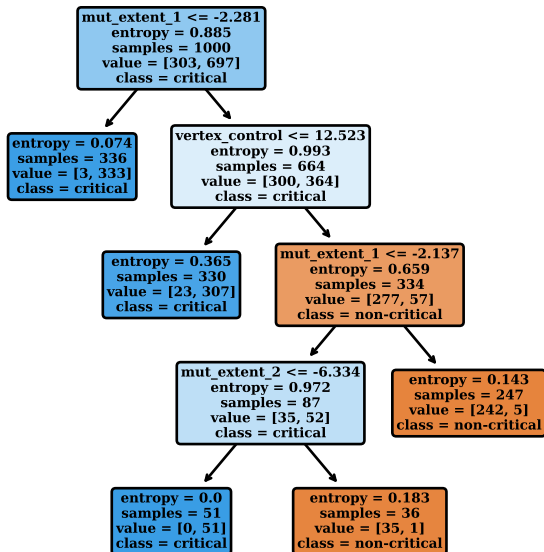 mut_extent_1 <= -2.281
entropy = 0.885
samples = 1000
value = [303, 697]
class = critical
entropy = 0.074
samples = 336
value = [3, 333]
class = critical
vertex_control <= 12.523
entropy = 0.993
samples = 664
value = [300, 364]
class = critical
entropy = 0.365
samples = 330
value = [23, 307]
class = critical
mut_extent_1 <= -2.137
entropy = 0.659
samples = 334
value = [277, 57]
class = non-critical
mut_extent_2 <= -6.334
entropy = 0.972
samples = 87
value = [35, 52]
class = critical
entropy = 0.143
samples = 247
value = [242, 5]
class = non-critical
entropy = 0.0
samples = 51
value = [0, 51]
class = critical
entropy = 0.183
samples = 36
value = [35, 1]
class = non-critical